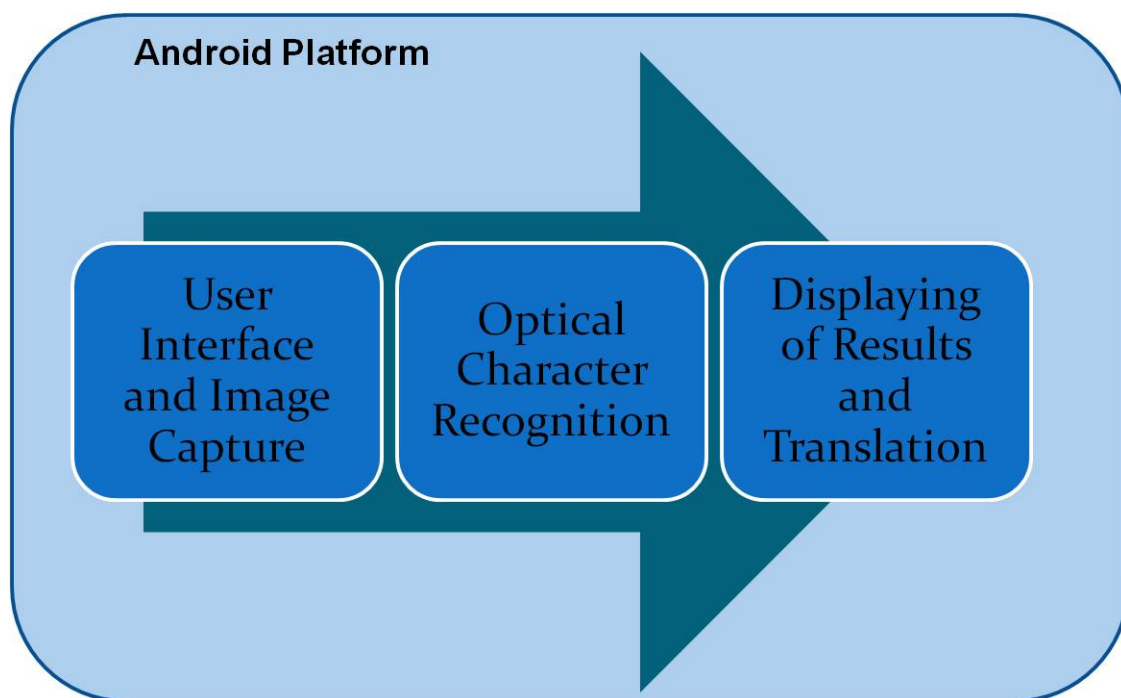 Android Platform
User
Interface
and Image
Capture
Optical
Character
Recognition
Displaying
of Results
and
Translation